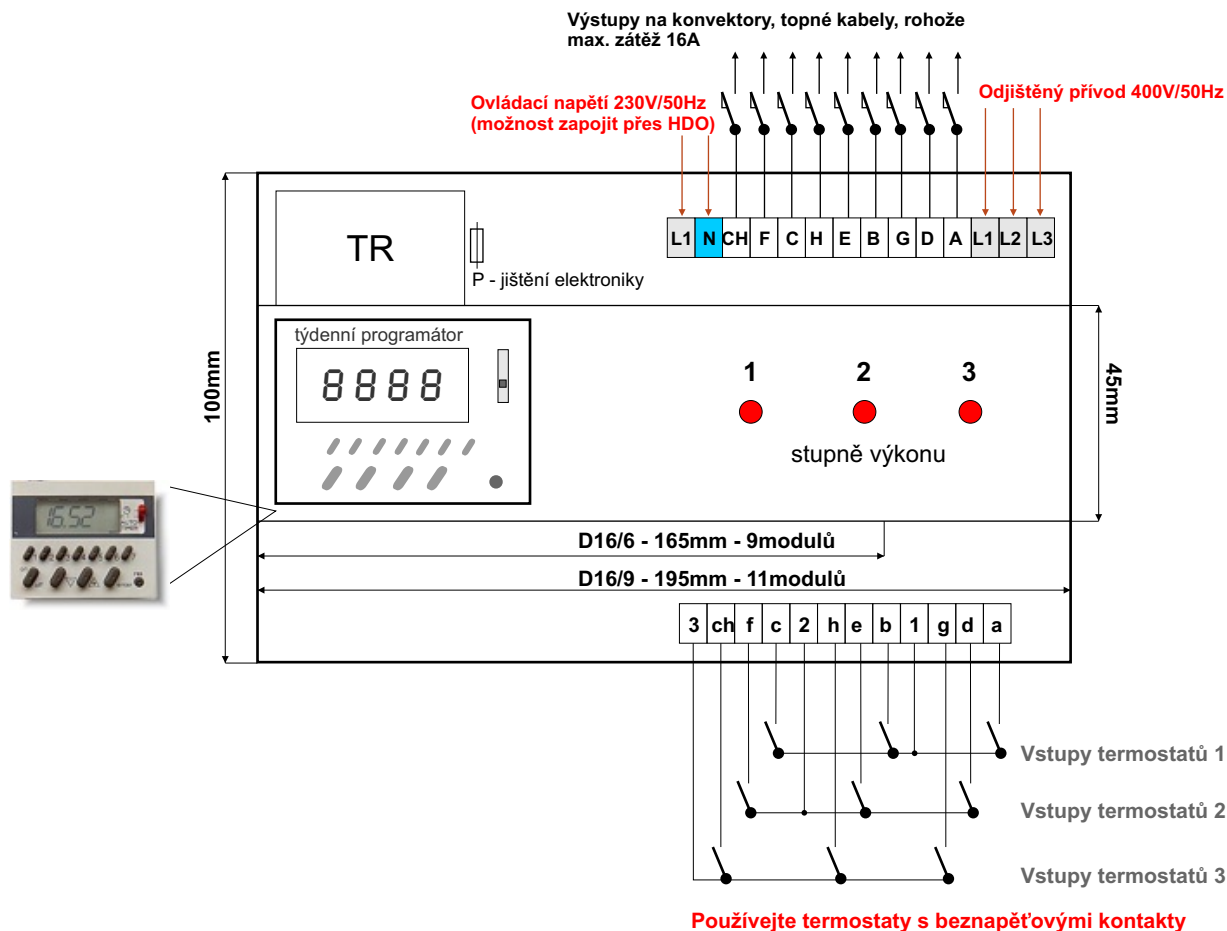 Výstupy na konvektory, topné kabely, rohože
max. zátěž 16A
Ovládací napětí 230V/50Hz
(možnost zapojit přes HDO)
Odjištěný přívod 400V/50Hz
L1 N CH F C H E B G D A L1 L2 L3
TR
P - jištění elektroniky
týdenní programátor
8888
100mm
45mm
1 2 3
stupně výkonu
16.52
D16/6 - 165mm - 9modulů
D16/9 - 195mm - 11modulů
3 ch f c 2 h e b 1 g d a
Vstupy termostatů 1
Vstupy termostatů 2
Vstupy termostatů 3
Používejte termostaty s beznapěťovými kontakty